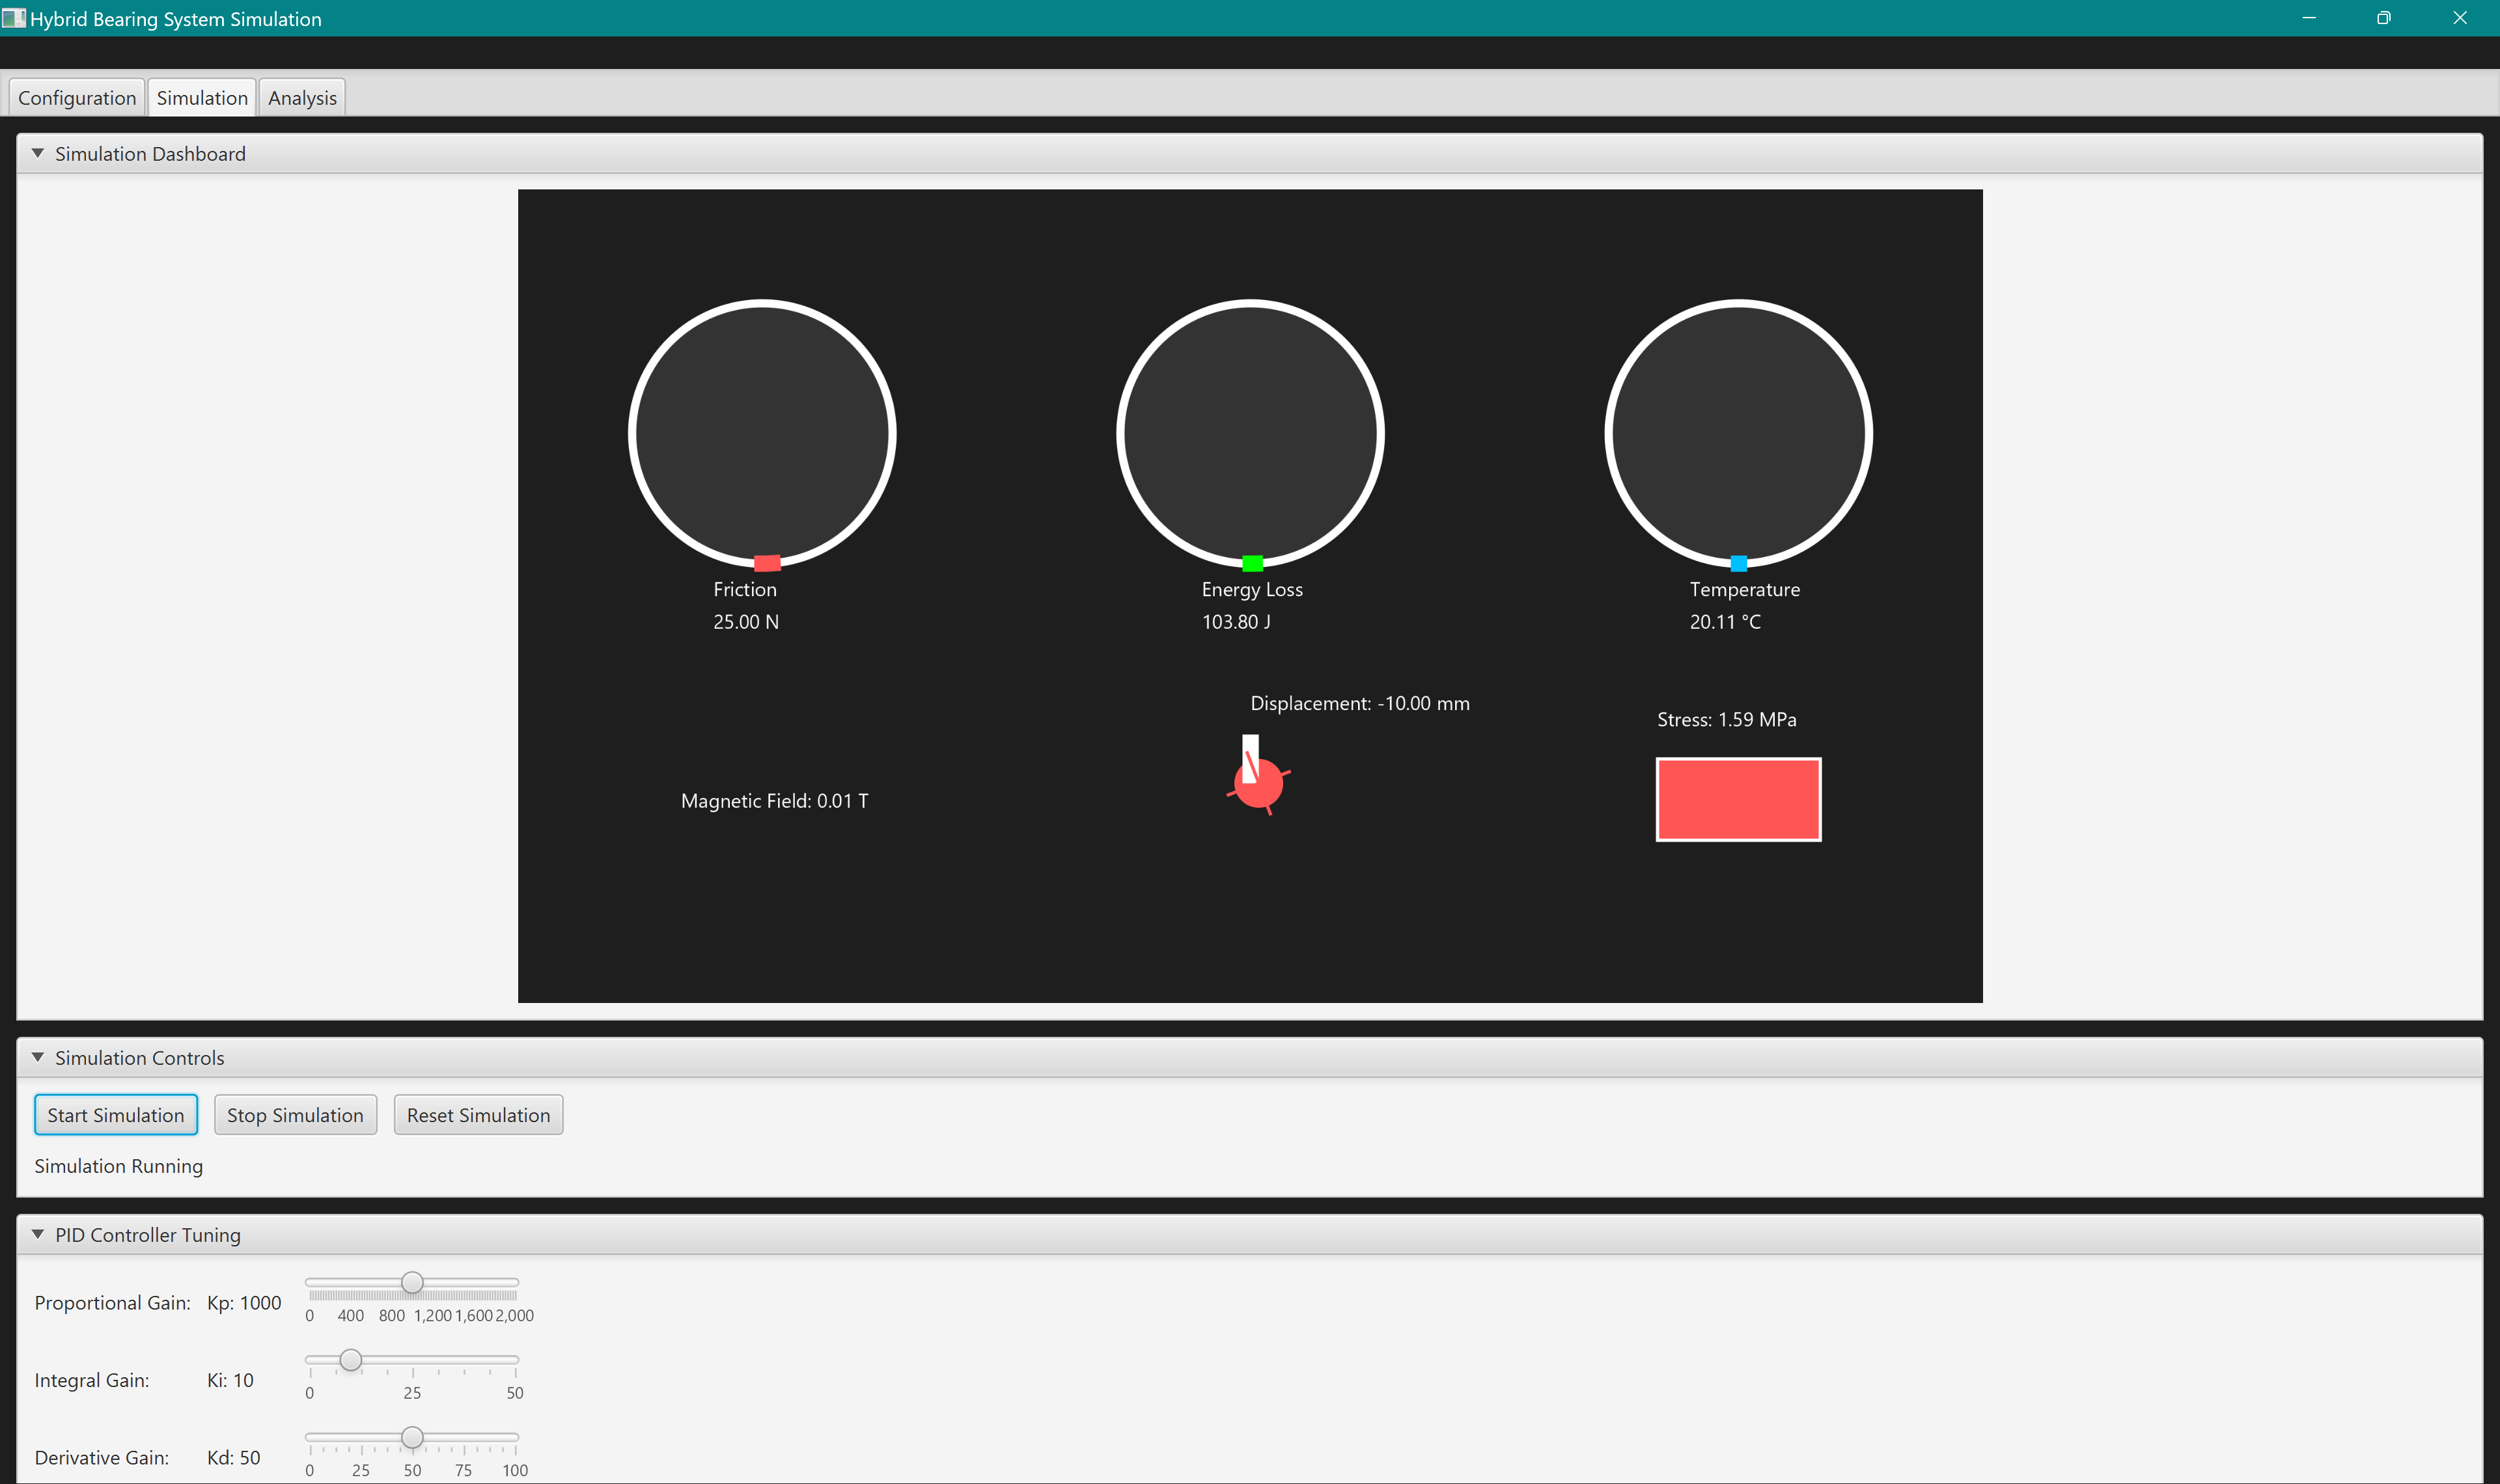 Hybrid Bearing System Simulation
Configuration Simulation Analysis
Simulation Dashboard
Friction
25.00 N
Energy Loss
103.80 J
Temperature
20.11 °C
Displacement: -10.00 mm
Stress: 1.59 MPa
Magnetic Field: 0.01 T
Simulation Controls
Start Simulation Stop Simulation Reset Simulation
Simulation Running
PID Controller Tuning
Proportional Gain: Kp: 1000
0 400 800 1,200 1,600 2,000
Integral Gain: Ki: 10
0 25 50
Derivative Gain: Kd: 50
0 25 50 75 100